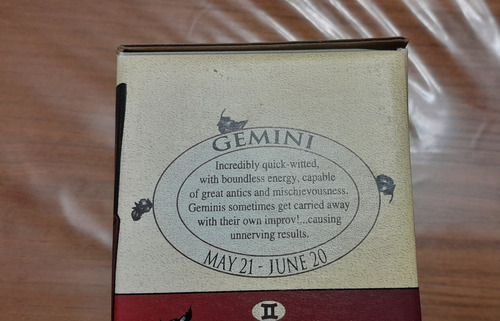 GEMINI
Incredibly quick-witted,
with boundless energy, capable
of great antics and mischievousness.
Geminis sometimes get carried away
with their own improv!...causing
unnerving results.
MAY 21 - JUNE 20